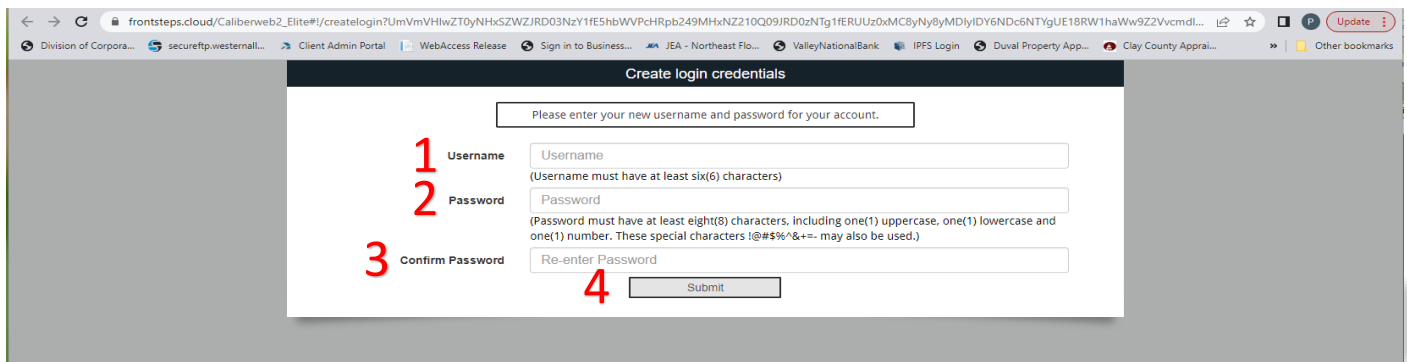 frontsteps.cloud/Caliberweb2_Elite#!/createlogin?UmVmVHlwZT0yNHxSZWZJRD03NzY1fE5hbWVPcHRpb249MHxNZ210Q09JRD0zNTg1fERUUz0xMC8yNy8yMDIyIDY6NDc6NTYgUE18RW1haWw9Z2Vvcmdl...
P
Update
Division of Corpora...
secureftp.westernall...
Client Admin Portal
WebAccess Release
Sign in to Business...
JEA - Northeast Flo...
ValleyNationalBank
IPFS Login
Duval Property App...
Clay County Apprai...
»
Other bookmarks
Create login credentials
Please enter your new username and password for your account.
1 Username Username
(Username must have at least six(6) characters)
2 Password Password
(Password must have at least eight(8) characters, including one(1) uppercase, one(1) lowercase and
one(1) number. These special characters !@#$%^&+=- may also be used.)
3 Confirm Password Re-enter Password
4 Submit